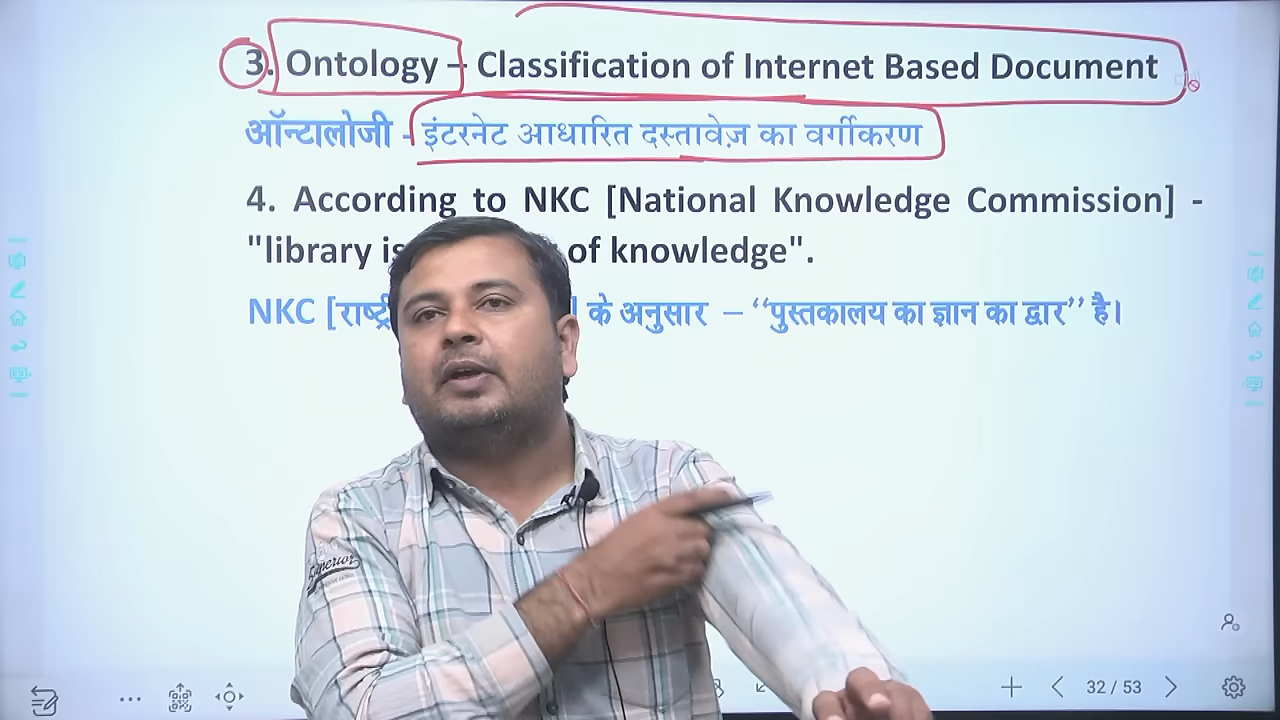 3. Ontology – Classification of Internet Based Document
ऑन्टालोजी - इंटरनेट आधारित दस्तावेज़ का वर्गीकरण
4. According to NKC [National Knowledge Commission] -
"library is of knowledge".
NKC [राष्ट्री ] के अनुसार – “पुस्तकालय का ज्ञान का द्वार” है।
Superior
32 / 53